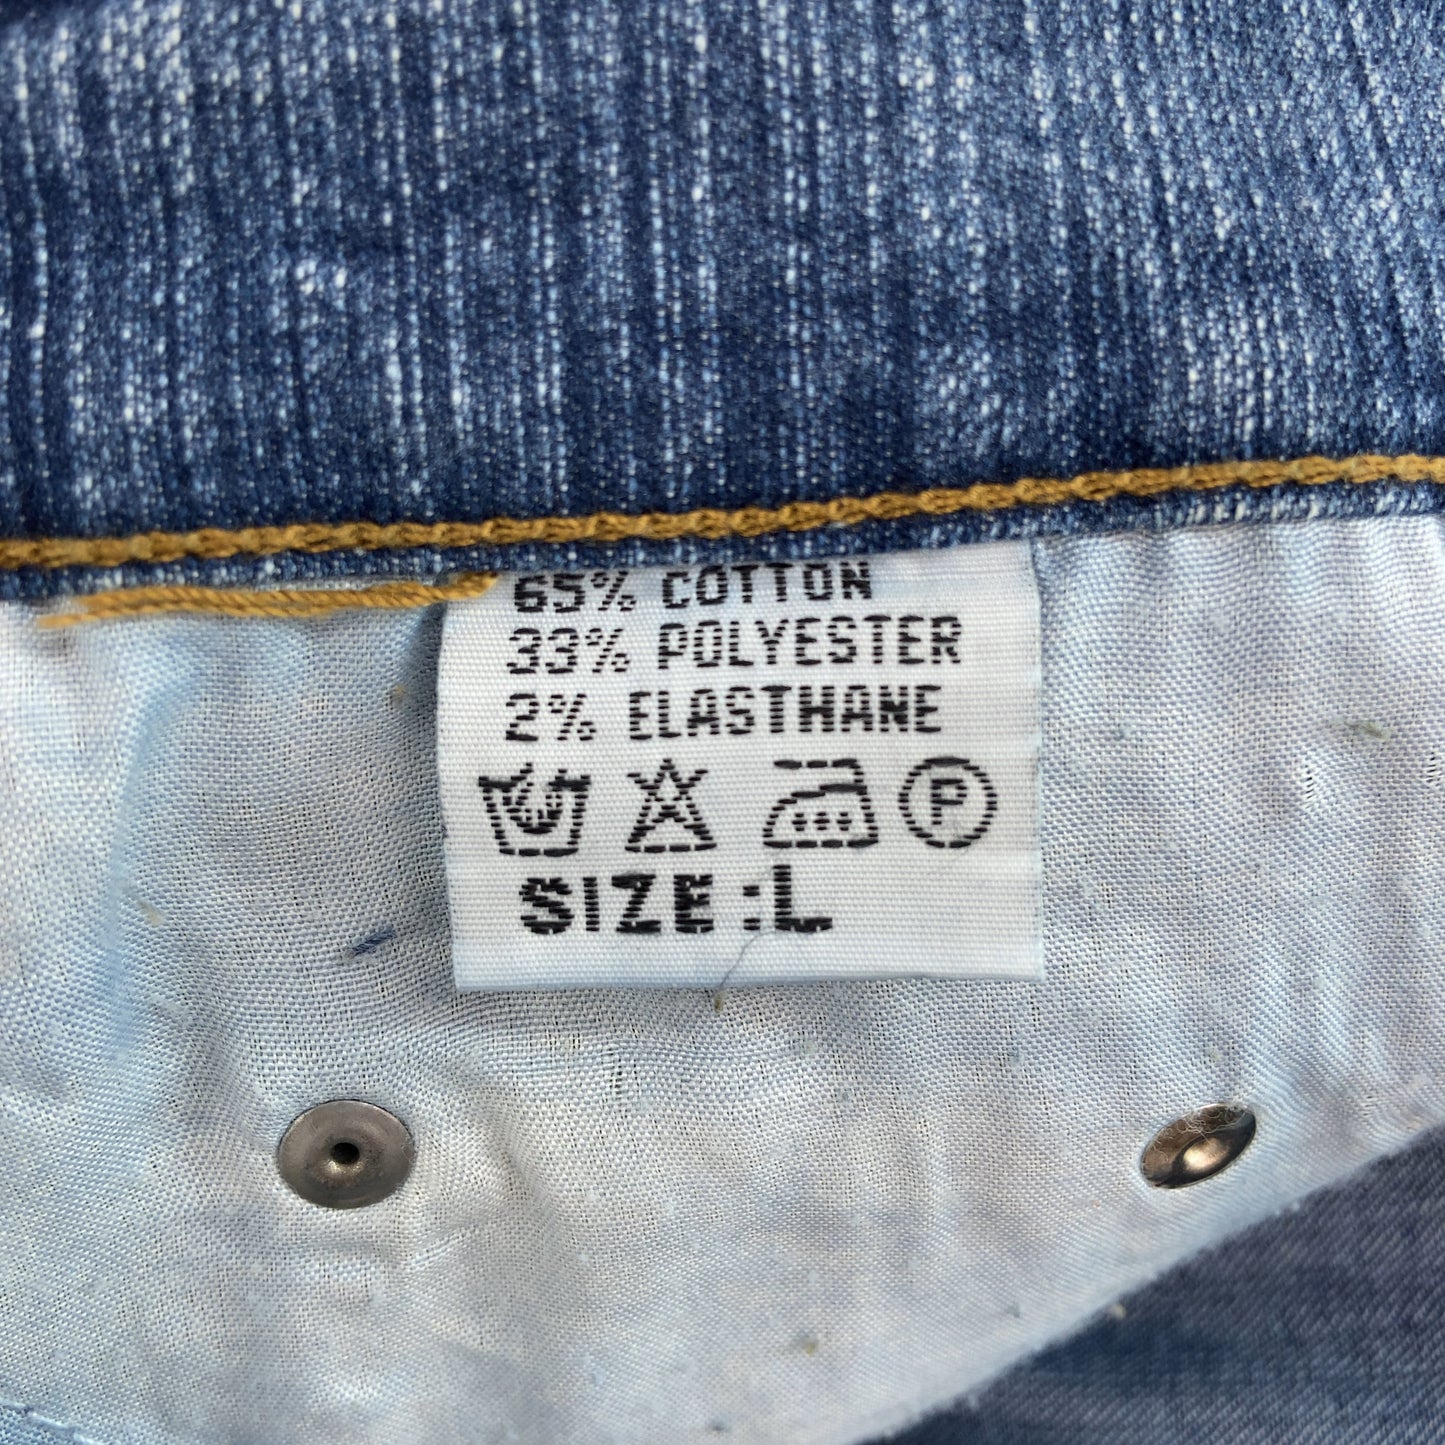 65% COTTON
33% POLYESTER
2% ELASTHANE
P
SIZE :L